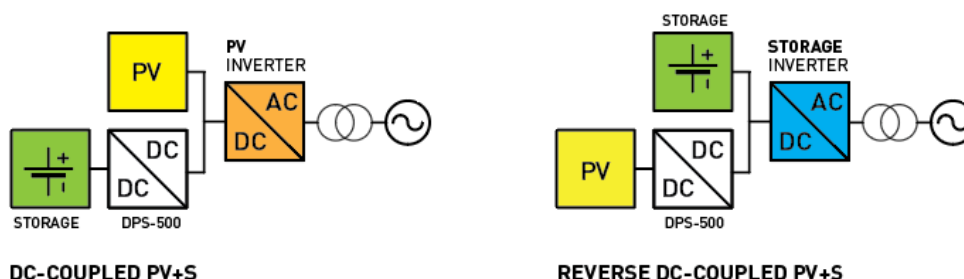 PV
INVERTER
PV
AC
DC
DC
DC
+
-
STORAGE
DPS-500
DC-COUPLED PV+S
STORAGE
+
-
STORAGE
INVERTER
AC
DC
PV
DC
DC
DPS-500
REVERSE DC-COUPLED PV+S